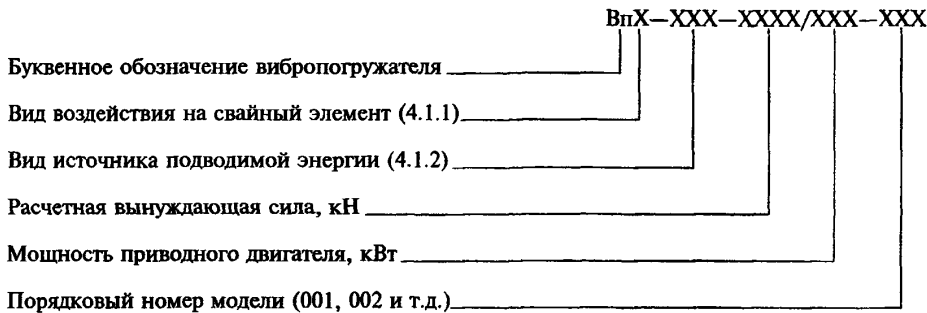 ВпХ–ХХХ–ХХХХ/ХХХ–ХХХ
Буквенное обозначение вибропогружателя
Вид воздействия на свайный элемент (4.1.1)
Вид источника подводимой энергии (4.1.2)
Расчетная вынуждающая сила, кН
Мощность приводного двигателя, кВт
Порядковый номер модели (001, 002 и т.д.)